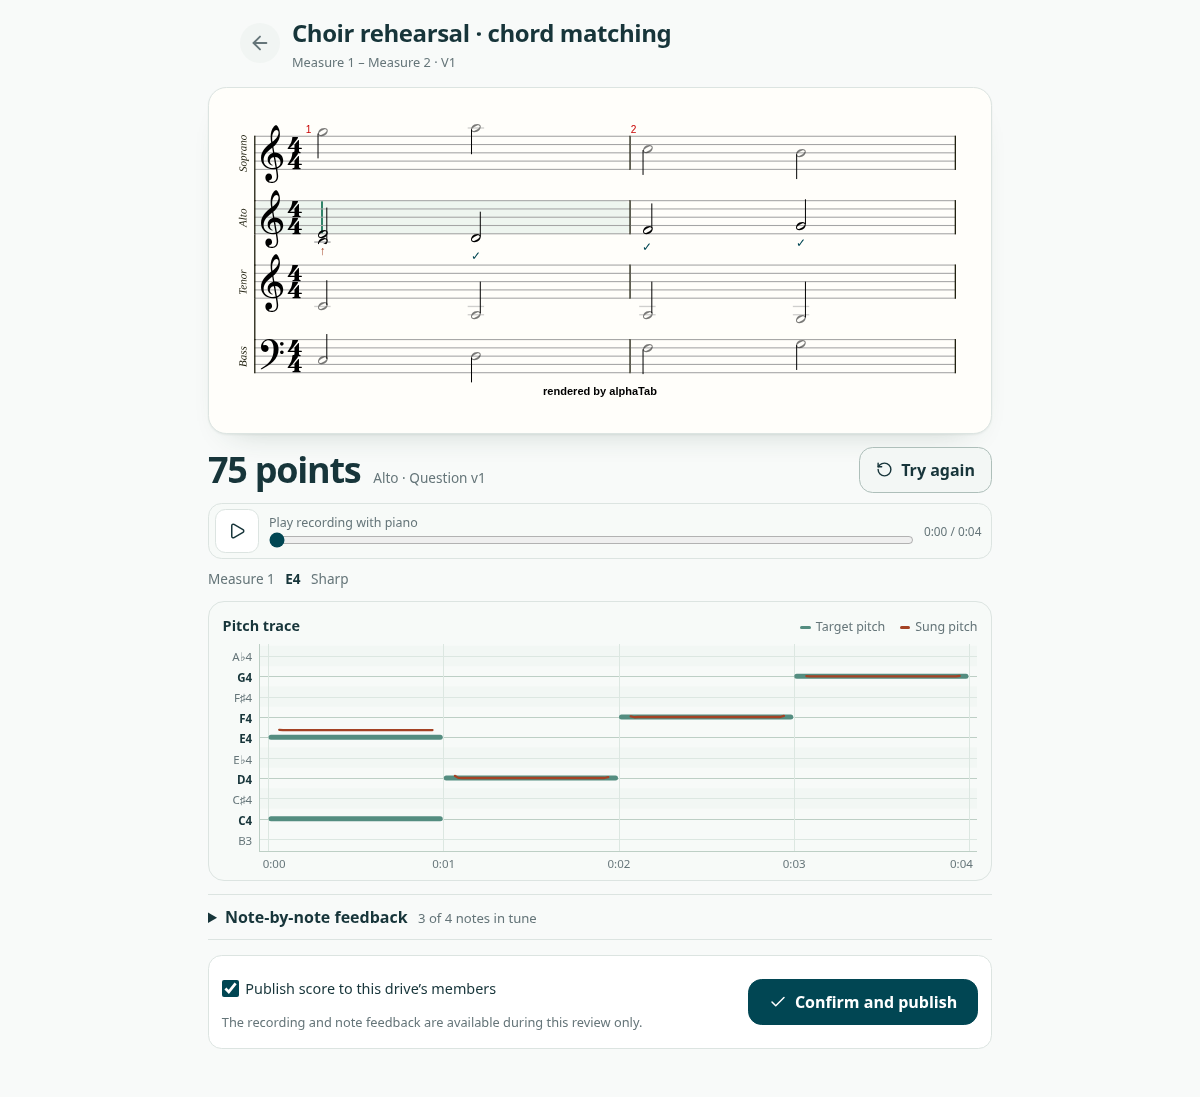 Choir rehearsal · chord matching
Measure 1 – Measure 2 · V1
1
2
Soprano
Alto
↑ ✓ ✓ ✓
Tenor
Bass
rendered by alphaTab
75 points Alto · Question v1
Try again
Play recording with piano
0:00 / 0:04
Measure 1 E4 Sharp
Pitch trace
Target pitch Sung pitch
A♭4
G4
F♯4
F4
E4
E♭4
D4
C♯4
C4
B3
0:00 0:01 0:02 0:03 0:04
Note-by-note feedback 3 of 4 notes in tune
Publish score to this drive’s members
The recording and note feedback are available during this review only.
Confirm and publish